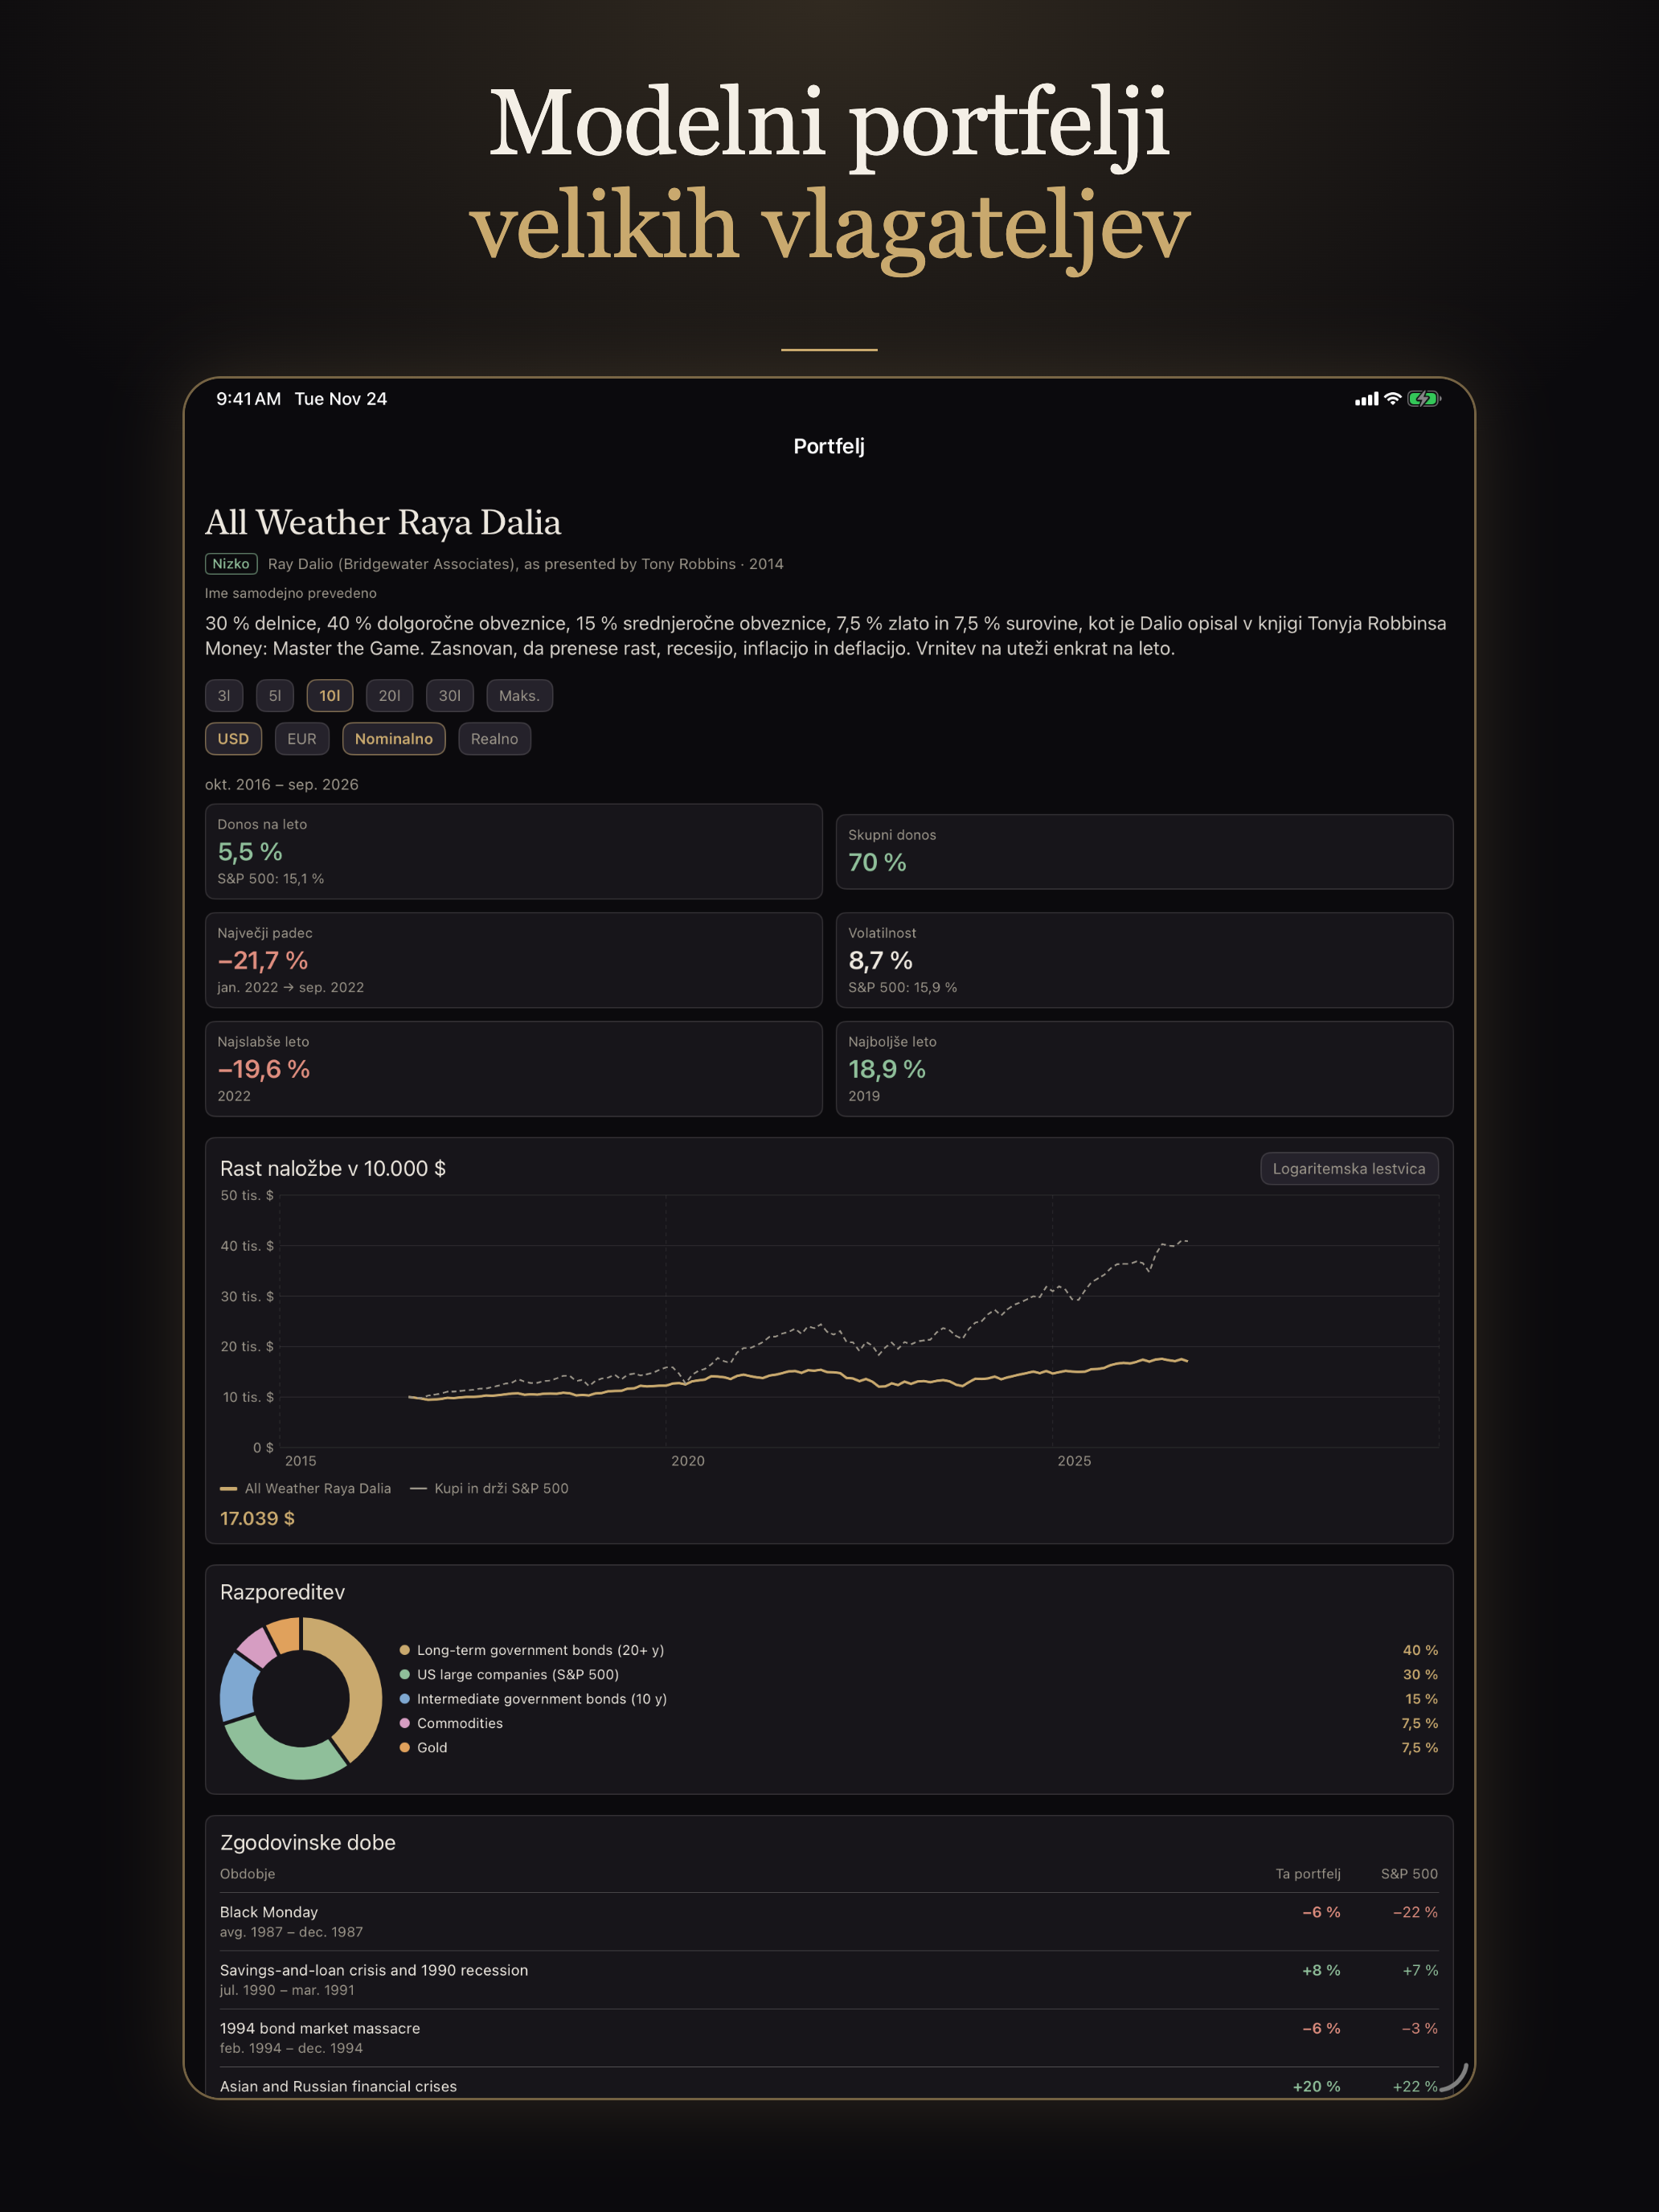 Modelni portfelji
velikih vlagateljev
9:41 AM Tue Nov 24
Portfelj
All Weather Raya Dalia
Nizko Ray Dalio (Bridgewater Associates), as presented by Tony Robbins · 2014
Ime samodejno prevedeno
30 % delnice, 40 % dolgoročne obveznice, 15 % srednjeročne obveznice, 7,5 % zlato in 7,5 % surovine, kot je Dalio opisal v knjigi Tonyja Robbinsa
Money: Master the Game. Zasnovan, da prenese rast, recesijo, inflacijo in deflacijo. Vrnitev na uteži enkrat na leto.
3l 5l 10l 20l 30l Maks.
USD EUR Nominalno Realno
okt. 2016 – sep. 2026
Donos na leto
5,5 %
S&P 500: 15,1 %
Skupni donos
70 %
Največji padec
−21,7 %
jan. 2022 → sep. 2022
Volatilnost
8,7 %
S&P 500: 15,9 %
Najslabše leto
−19,6 %
2022
Najboljše leto
18,9 %
2019
Rast naložbe v 10.000 $
Logaritemska lestvica
50 tis. $
40 tis. $
30 tis. $
20 tis. $
10 tis. $
0 $
2015 2020 2025
All Weather Raya Dalia Kupi in drži S&P 500
17.039 $
Razporeditev
Long-term government bonds (20+ y) 40 %
US large companies (S&P 500) 30 %
Intermediate government bonds (10 y) 15 %
Commodities 7,5 %
Gold 7,5 %
Zgodovinske dobe
Obdobje Ta portfelj S&P 500
Black Monday −6 % −22 %
avg. 1987 – dec. 1987
Savings-and-loan crisis and 1990 recession +8 % +7 %
jul. 1990 – mar. 1991
1994 bond market massacre −6 % −3 %
feb. 1994 – dec. 1994
Asian and Russian financial crises +20 % +22 %